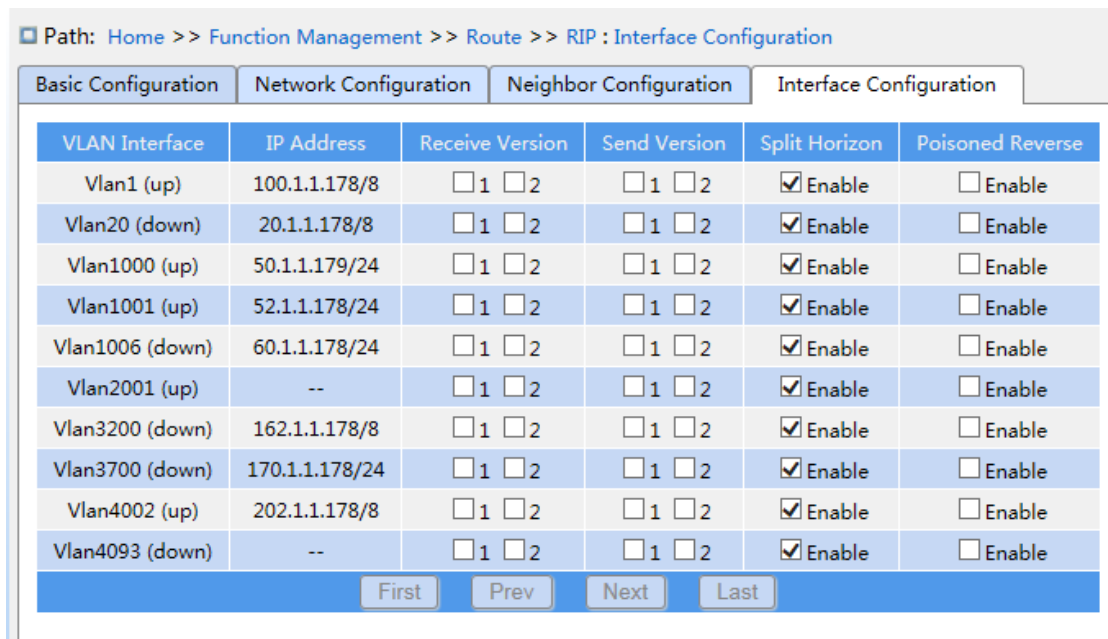 Path: Home >> Function Management >> Route >> RIP : Interface Configuration
Basic Configuration Network Configuration Neighbor Configuration Interface Configuration
VLAN Interface IP Address Receive Version Send Version Split Horizon Poisoned Reverse
Vlan1 (up) 100.1.1.178/8 1 2 1 2 Enable Enable
Vlan20 (down) 20.1.1.178/8 1 2 1 2 Enable Enable
Vlan1000 (up) 50.1.1.179/24 1 2 1 2 Enable Enable
Vlan1001 (up) 52.1.1.178/24 1 2 1 2 Enable Enable
Vlan1006 (down) 60.1.1.178/24 1 2 1 2 Enable Enable
Vlan2001 (up) -- 1 2 1 2 Enable Enable
Vlan3200 (down) 162.1.1.178/8 1 2 1 2 Enable Enable
Vlan3700 (down) 170.1.1.178/24 1 2 1 2 Enable Enable
Vlan4002 (up) 202.1.1.178/8 1 2 1 2 Enable Enable
Vlan4093 (down) -- 1 2 1 2 Enable Enable
First Prev Next Last